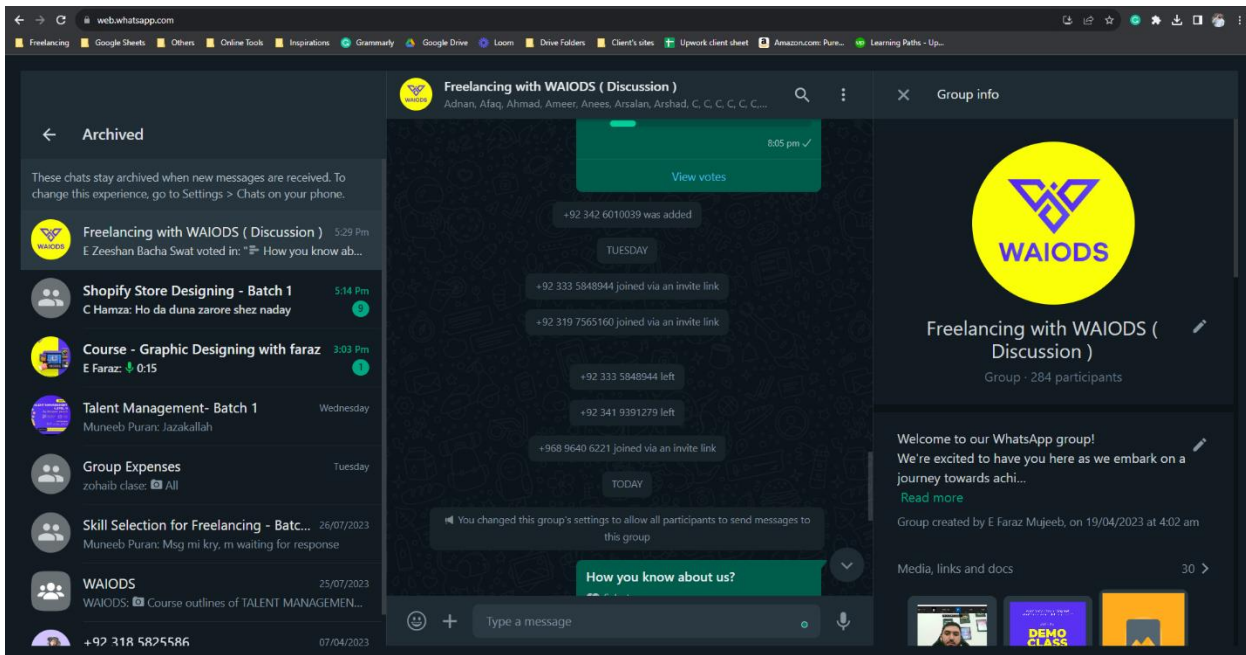 web.whatsapp.com
Freelancing
Google Sheets
Others
Online Tools
Inspirations
Grammarly
Google Drive
Loom
Drive Folders
Client's sites
Upwork client sheet
Amazon.com: Pure...
Learning Paths - Up...
Archived
These chats stay archived when new messages are received. To
change this experience, go to Settings > Chats on your phone.
WAIODS
Freelancing with WAIODS ( Discussion ) 5:29 Pm
E Zeeshan Bacha Swat voted in: "How you know ab...
Shopify Store Designing - Batch 1 5:14 Pm
C Hamza: Ho da duna zarore shez naday 9
Course - Graphic Designing with faraz 3:03 Pm
E Faraz: 0:15 1
Talent Management- Batch 1 Wednesday
Muneeb Puran: Jazakallah
Group Expenses Tuesday
zohaib clase: All
Skill Selection for Freelancing - Batc... 26/07/2023
Muneeb Puran: Msg mi kry, m waiting for response
WAIODS 25/07/2023
WAIODS: Course outlines of TALENT MANAGEMEN...
+92 318 5825586 07/04/2023
WAIODS
Freelancing with WAIODS ( Discussion )
Adnan, Afaq, Ahmad, Ameer, Anees, Arsalan, Arshad, C, C, C, C, C, C,...
8:05 pm
View votes
+92 342 6010039 was added
TUESDAY
+92 333 5848944 joined via an invite link
+92 319 7565160 joined via an invite link
+92 333 5848944 left
+92 341 9391279 left
+968 9640 6221 joined via an invite link
TODAY
You changed this group's settings to allow all participants to send messages to
this group
How you know about us?
Type a message
Group info
WAIODS
Freelancing with WAIODS (
Discussion )
Group · 284 participants
Welcome to our WhatsApp group!
We're excited to have you here as we embark on a
journey towards achi...
Read more
Group created by E Faraz Mujeeb, on 19/04/2023 at 4:02 am
Media, links and docs 30 >
DEMO
CLASS